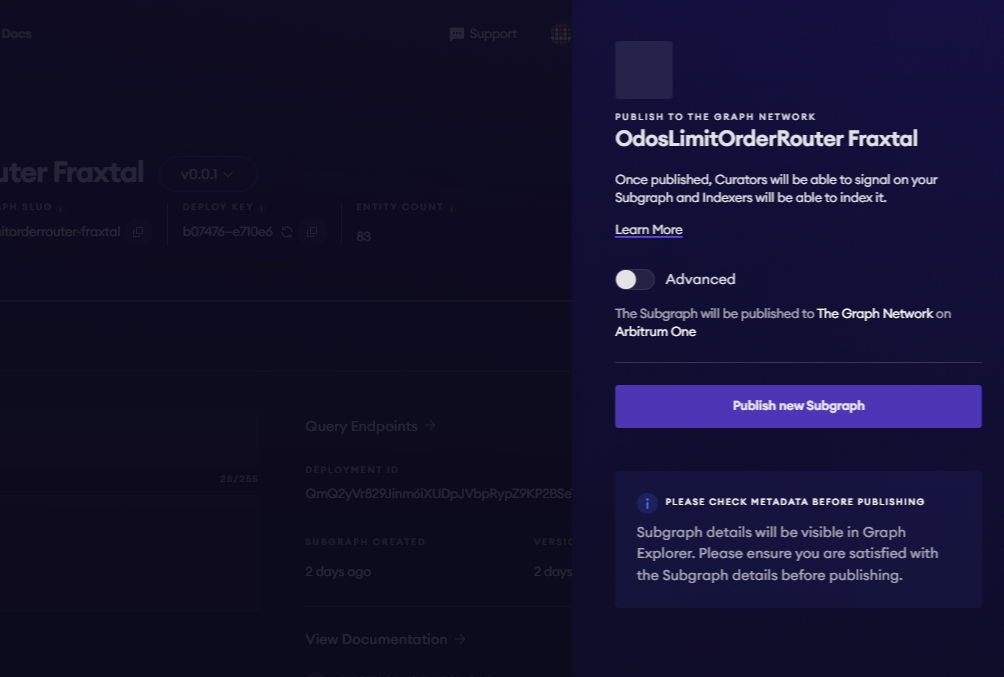 Docs
Support
uter Fraxtal
v0.0.1
PH SLUG
DEPLOY KEY
ENTITY COUNT
nitorderrouter-fraxtal
b07476–e710e6
83
26/255
Query Endpoints →
DEPLOYMENT ID
SUBGRAPH CREATED
VERSIO
2 days ago
2 days
View Documentation →
PUBLISH TO THE GRAPH NETWORK
OdosLimitOrderRouter Fraxtal
Once published, Curators will be able to signal on your
Subgraph and Indexers will be able to index it.
Learn More
Advanced
The Subgraph will be published to The Graph Network on
Arbitrum One
Publish new Subgraph
PLEASE CHECK METADATA BEFORE PUBLISHING
Subgraph details will be visible in Graph
Explorer. Please ensure you are satisfied with
the Subgraph details before publishing.